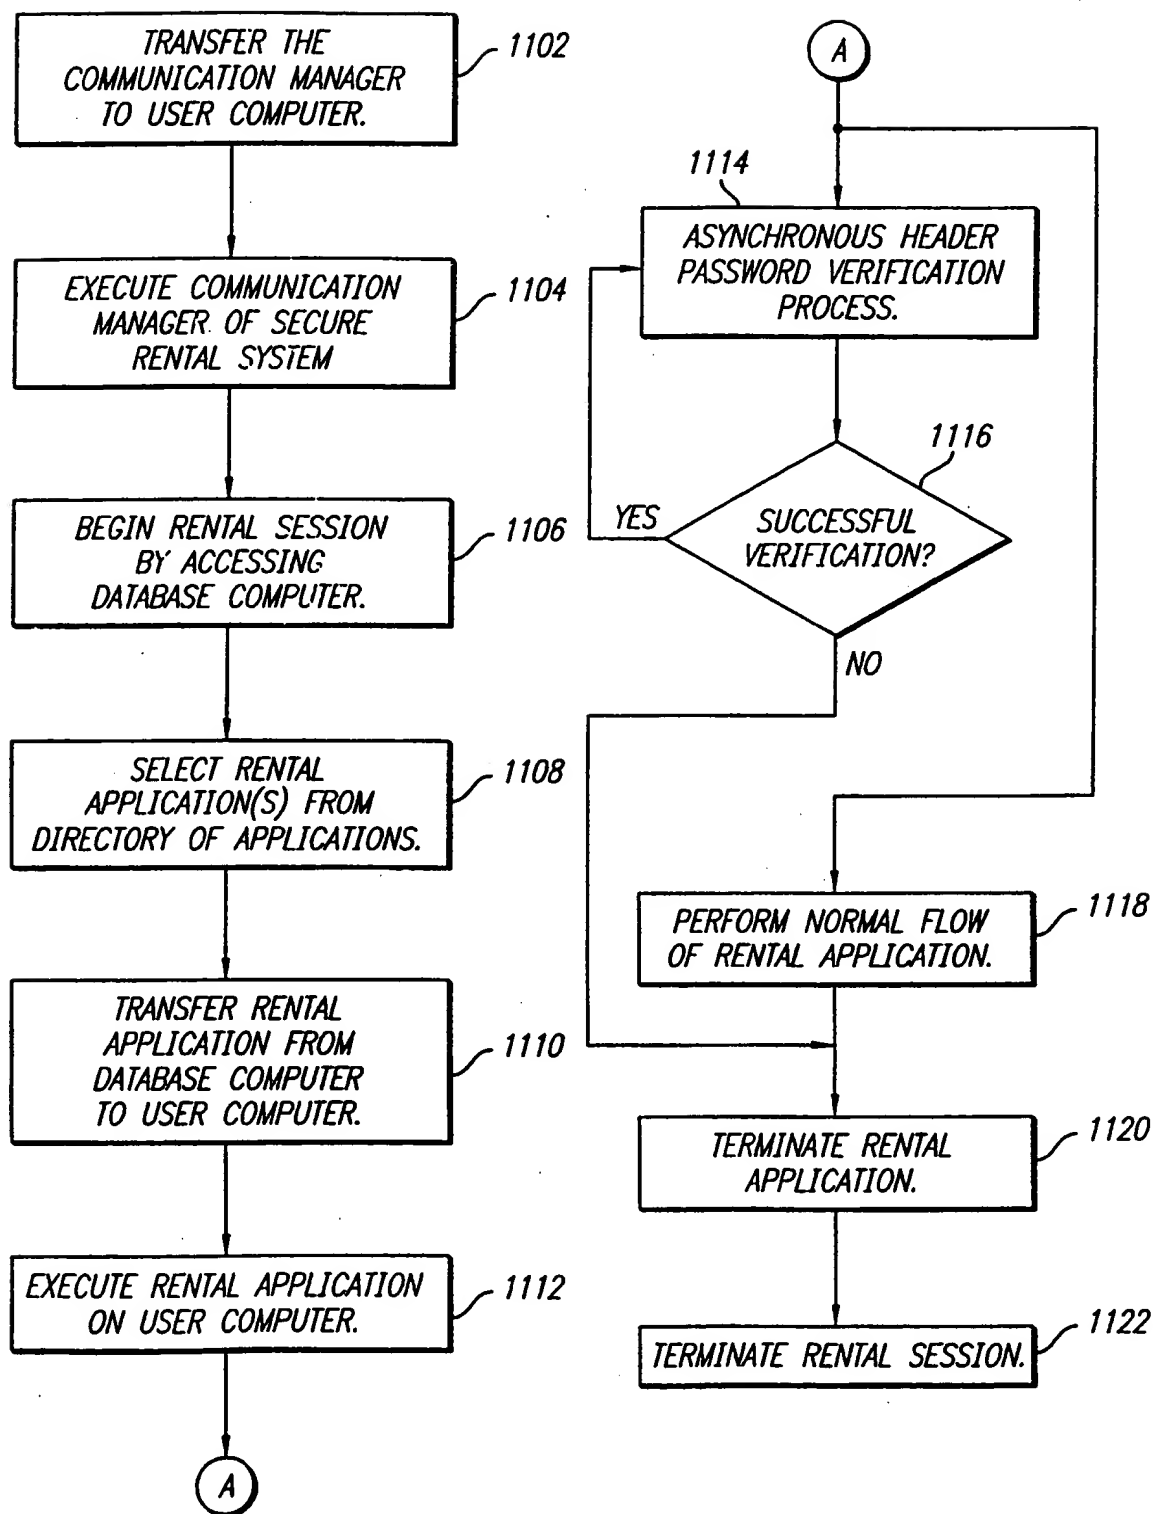 TRANSFER THE
COMMUNICATION MANAGER
TO USER COMPUTER.
1102
EXECUTE COMMUNICATION
MANAGER OF SECURE
RENTAL SYSTEM
1104
BEGIN RENTAL SESSION
BY ACCESSING
DATABASE COMPUTER.
1106
SELECT RENTAL
APPLICATION(S) FROM
DIRECTORY OF APPLICATIONS.
1108
TRANSFER RENTAL
APPLICATION FROM
DATABASE COMPUTER
TO USER COMPUTER.
1110
EXECUTE RENTAL APPLICATION
ON USER COMPUTER.
1112
A
A
1114
ASYNCHRONOUS HEADER
PASSWORD VERIFICATION
PROCESS.
1116
YES
SUCCESSFUL
VERIFICATION?
NO
PERFORM NORMAL FLOW
OF RENTAL APPLICATION.
1118
TERMINATE RENTAL
APPLICATION.
1120
TERMINATE RENTAL SESSION.
1122